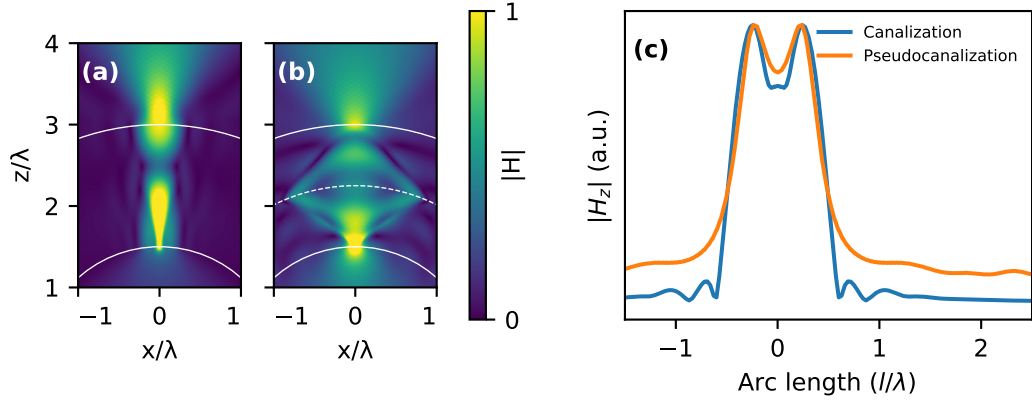 (a)
(b)
4
3
2
1
z/λ
−1
0
1
x/λ
−1
0
1
x/λ
1
0
|H|
(c)
Canalization
Pseudocanalization
|Hz| (a.u.)
−1
0
1
2
Arc length (l/λ)